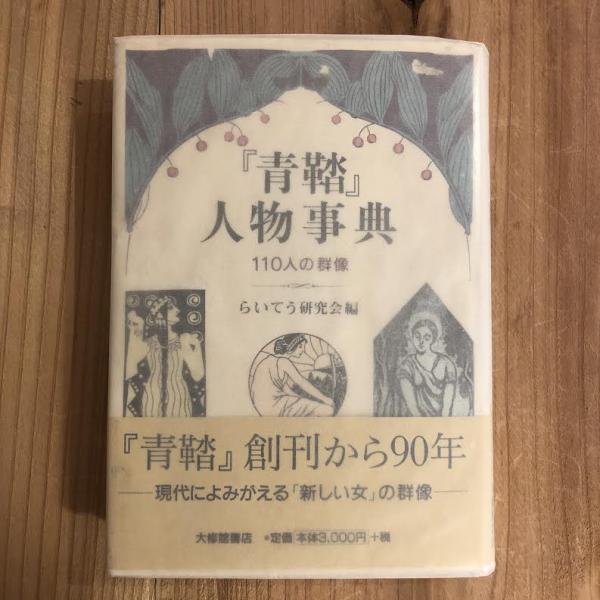 『青鞜』
人物事典
110人の群像
らいてう研究会編
『青鞜』創刊から90年
現代によみがえる「新しい女」の群像
大修館書店 *定価 本体3,000円 +税